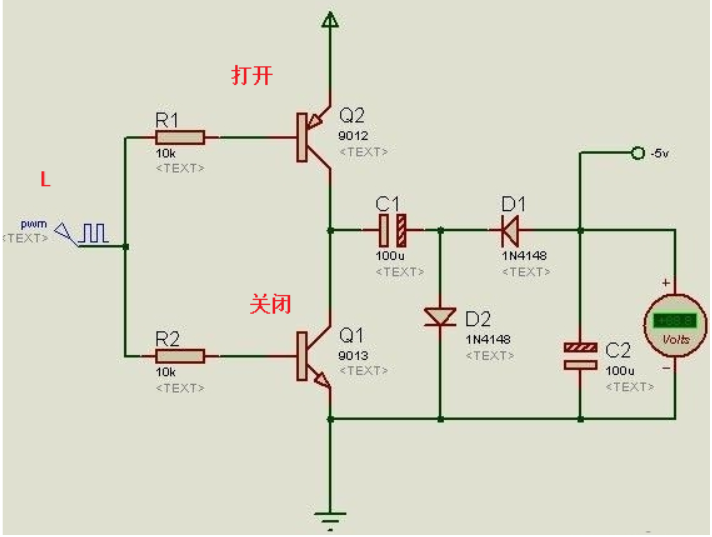 打开
Q2
9012
<TEXT>
R1
10k
<TEXT>
L
pwm
<TEXT>
-5v
C1
100u
<TEXT>
D1
1N4148
<TEXT>
关闭
Q1
9013
<TEXT>
R2
10k
<TEXT>
D2
1N4148
<TEXT>
+
Volts
C2
100u
<TEXT>